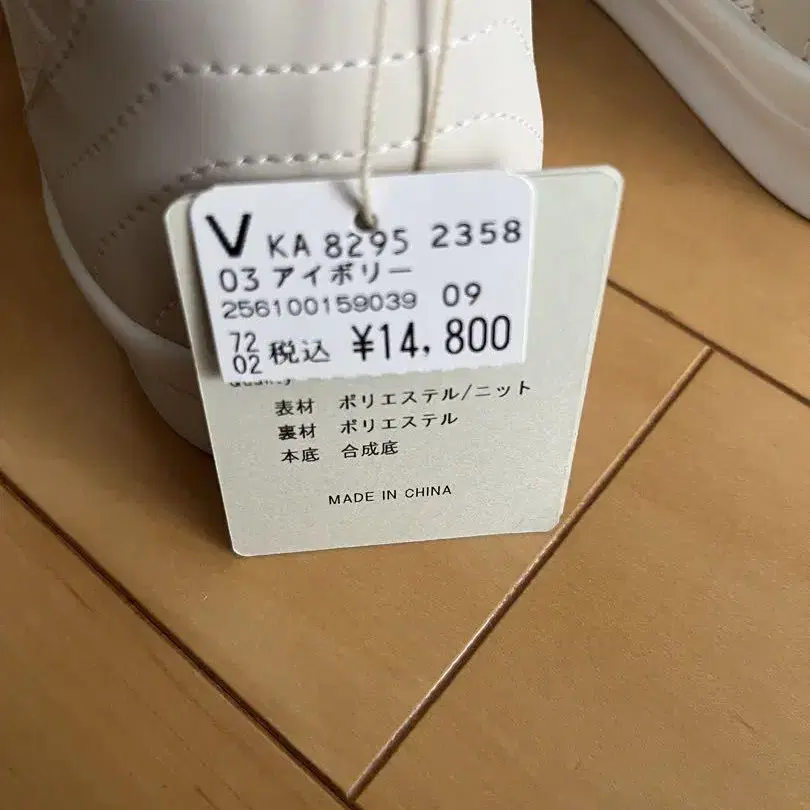 V KA 8295 2358
03 アイボリー
256100159039 09
72
02 税込 ¥14,800
Quality
表材 ポリエステル/ニット
裏材 ポリエステル
本底 合成底
MADE IN CHINA